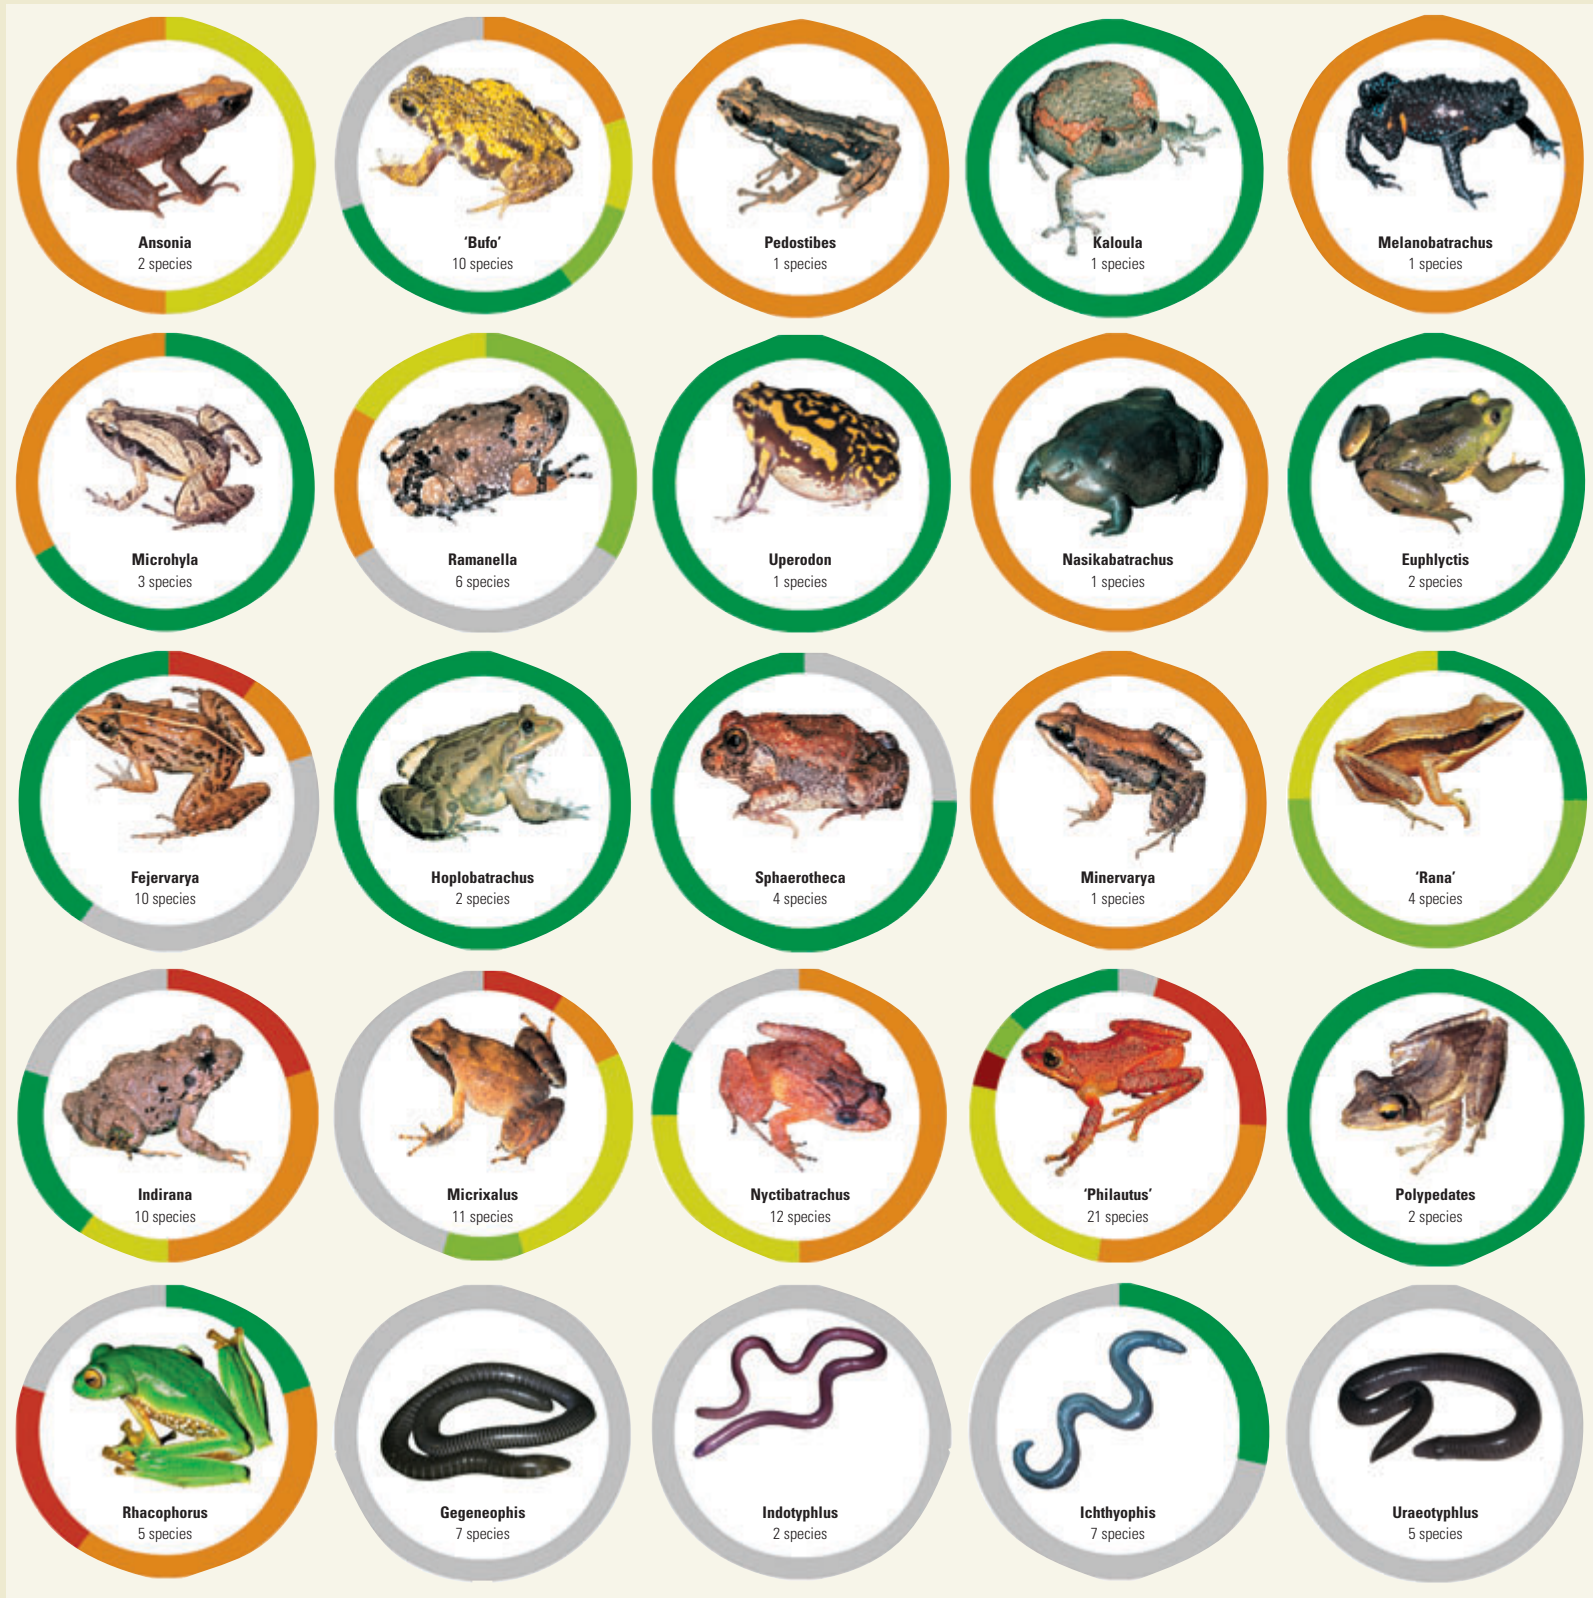 Ansonia
2 species
‘Bufo’
10 species
Pedostibes
1 species
Kaloula
1 species
Melanobatrachus
1 species
Microhyla
3 species
Ramanella
6 species
Uperodon
1 species
Nasikabatrachus
1 species
Euphlyctis
2 species
Fejervarya
10 species
Hoplobatrachus
2 species
Sphaerotheca
4 species
Minervarya
1 species
‘Rana’
4 species
Indirana
10 species
Micrixalus
11 species
Nyctibatrachus
12 species
‘Philautus’
21 species
Polypedates
2 species
Rhacophorus
5 species
Gegeneophis
7 species
Indotyphlus
2 species
Ichthyophis
7 species
Uraeotyphlus
5 species